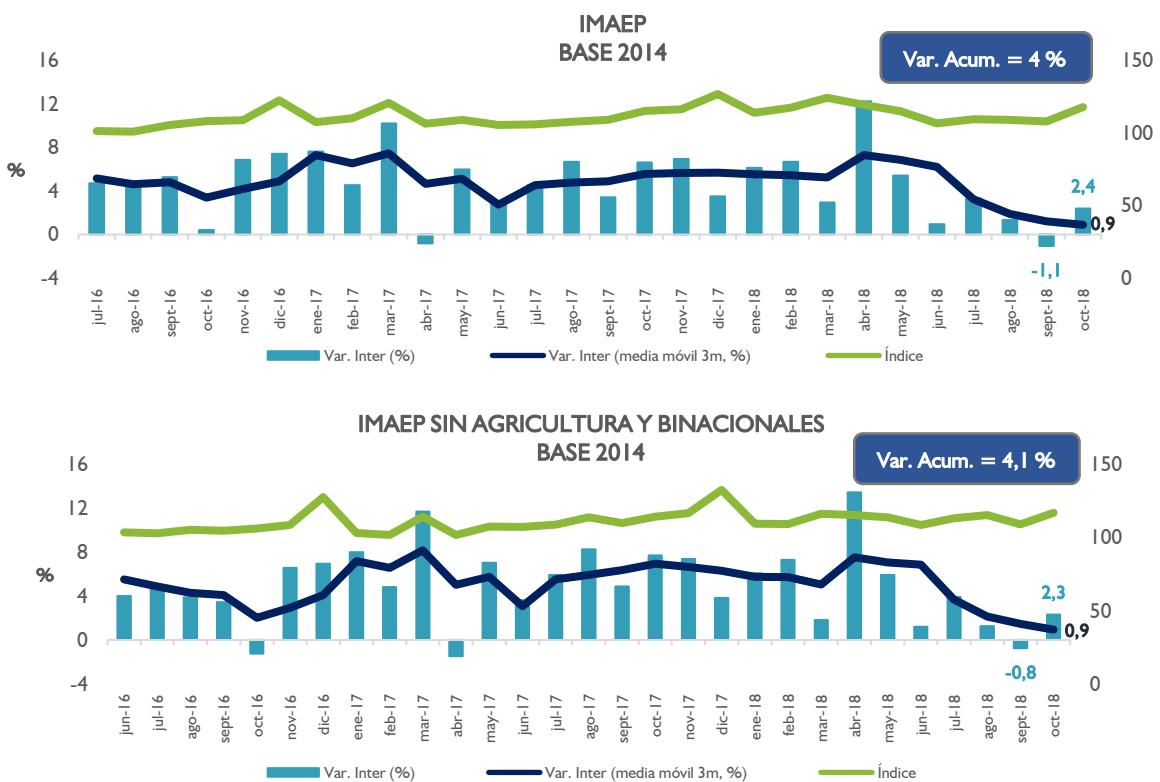 IMAEP
BASE 2014
Var. Acum. = 4 %
16
12
8
4
0
-4
%
150
100
50
0
2,4
0,9
-1,1
jul-16
ago-16
sept-16
oct-16
nov-16
dic-16
ene-17
feb-17
mar-17
abr-17
may-17
jun-17
jul-17
ago-17
sept-17
oct-17
nov-17
dic-17
ene-18
feb-18
mar-18
abr-18
may-18
jun-18
jul-18
ago-18
sept-18
oct-18
Var. Inter (%)
Var. Inter (media móvil 3m, %)
Índice
IMAEP SIN AGRICULTURA Y BINACIONALES
BASE 2014
Var. Acum. = 4,1 %
16
12
8
4
0
-4
%
150
100
50
0
2,3
0,9
-0,8
jun-16
jul-16
ago-16
sept-16
oct-16
nov-16
dic-16
ene-17
feb-17
mar-17
abr-17
may-17
jun-17
jul-17
ago-17
sept-17
oct-17
nov-17
dic-17
ene-18
feb-18
mar-18
abr-18
may-18
jun-18
jul-18
ago-18
sept-18
oct-18
Var. Inter (%)
Var. Inter (media móvil 3m, %)
Índice